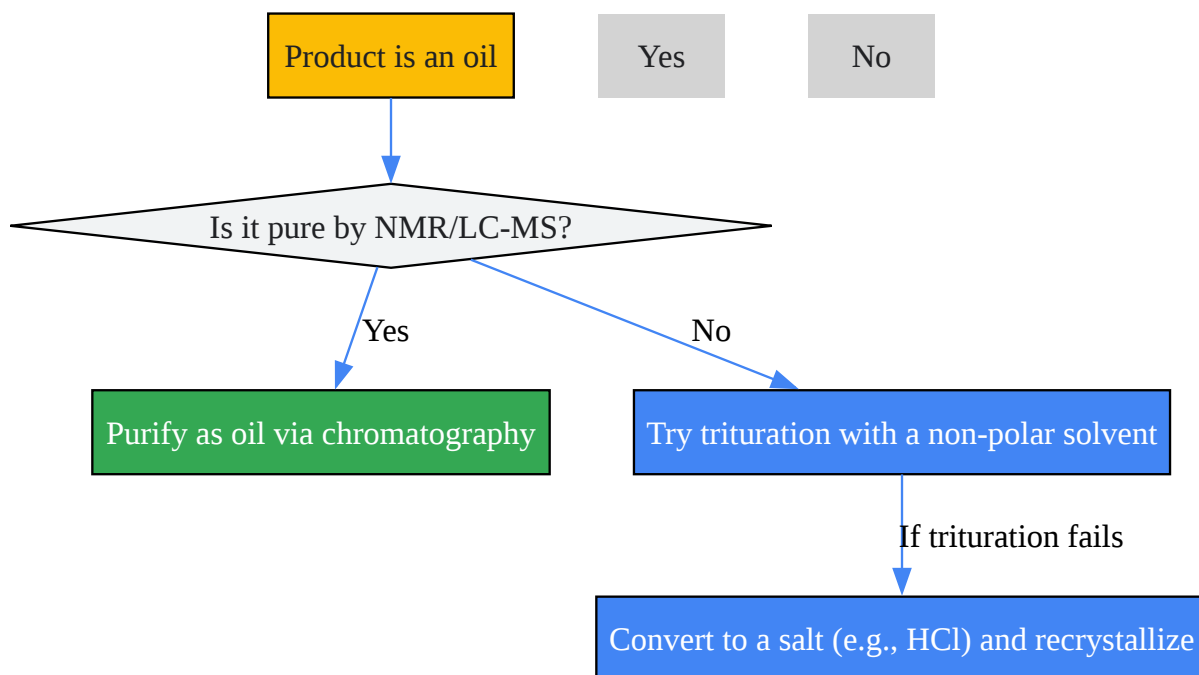 Product is an oil
Yes
No
Is it pure by NMR/LC-MS?
Yes
No
Purify as oil via chromatography
Try trituration with a non-polar solvent
If trituration fails
Convert to a salt (e.g., HCl) and recrystallize